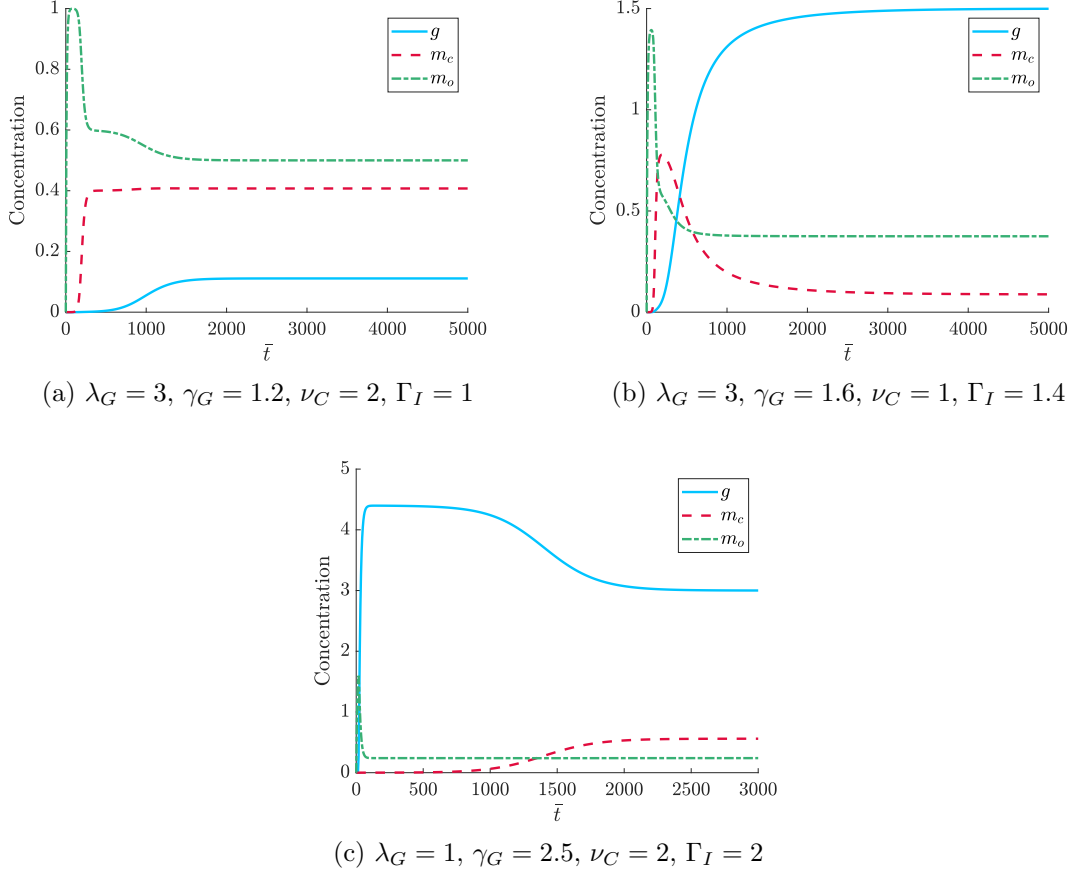 1
0.8
0.6
0.4
0.2
0
Concentration
0 1000 2000 3000 4000 5000
t̄
g
m_c
m_o
(a) λ_G = 3, γ_G = 1.2, ν_C = 2, Γ_I = 1
1.5
1
0.5
0
Concentration
0 1000 2000 3000 4000 5000
t̄
g
m_c
m_o
(b) λ_G = 3, γ_G = 1.6, ν_C = 1, Γ_I = 1.4
5
4
3
2
1
0
Concentration
0 500 1000 1500 2000 2500 3000
t̄
g
m_c
m_o
(c) λ_G = 1, γ_G = 2.5, ν_C = 2, Γ_I = 2